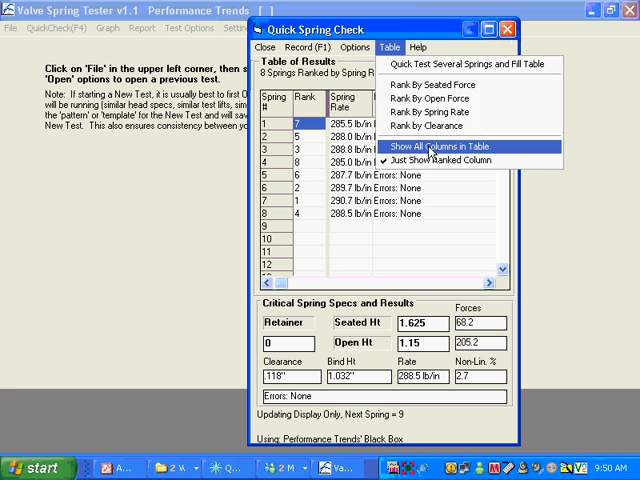 Valve Spring Tester v1.1   Performance Trends   [ ]
File   QuickCheck(F4)   Graph   Report   Test Options
Click on 'File' in the upper left corner, then
'Open' options to open a previous test.
Note: If starting a New Test, it is usually best to first
will be running (similar head specs, similar test lifts,
the 'pattern' or 'template' for the New Test and will
New Test. This also ensures consistency between
Quick Spring Check
Close   Record (F1)   Options   Table   Help
Quick Test Several Springs and Fill Table
Rank By Seated Force
Rank By Open Force
Rank By Spring Rate
Rank by Clearance
Show All Columns in Table
Just Show Ranked Column
Table of Results
8 Springs Ranked by Spring
Spring #   Rank   Spring Rate
1   7   285.5 lb/in
2   5   288.0 lb/in
3   3   288.8 lb/in
4   8   285.0 lb/in
5   6   287.7 lb/in   Errors: None
6   2   289.7 lb/in   Errors: None
7   1   290.7 lb/in   Errors: None
8   4   288.5 lb/in   Errors: None
9
10
11
12
Critical Spring Specs and Results
Forces
Retainer   Seated Ht   1.625   68.2
0   Open Ht   1.15   205.2
Clearance   Bind Ht   Rate   Non-Lin. %
.118"   1.032"   288.5 lb/in   2.7
Errors: None
Updating Display Only, Next Spring = 9
Using: Performance Trends' Black Box
start   A...   2   Q...   2 M   Va...   9:50 AM